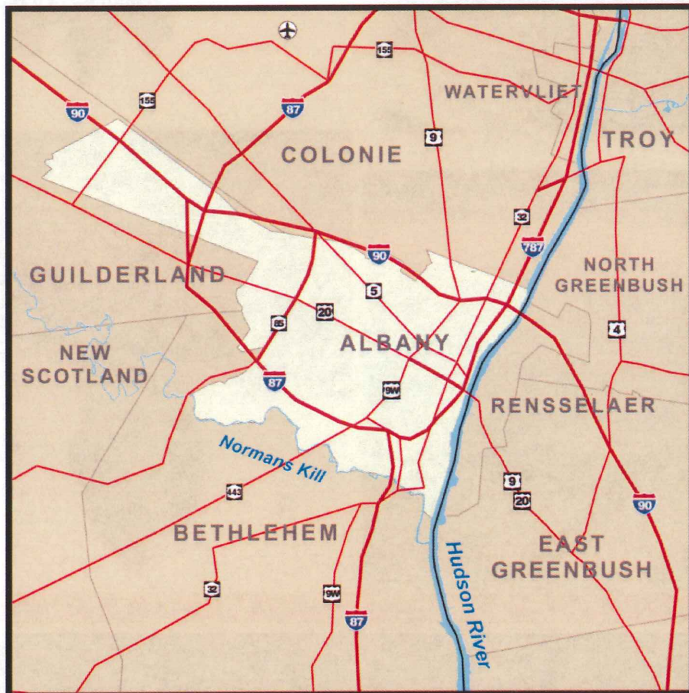 155
155
90
87
WATERVLIET
9
TROY
COLONIE
32
787
90
NORTH
GREENBUSH
GUILDERLAND
5
20
85
4
ALBANY
NEW
SCOTLAND
87
9W
RENSSELAER
Normans Kill
443
9
20
90
BETHLEHEM
EAST
GREENBUSH
Hudson River
32
9W
87